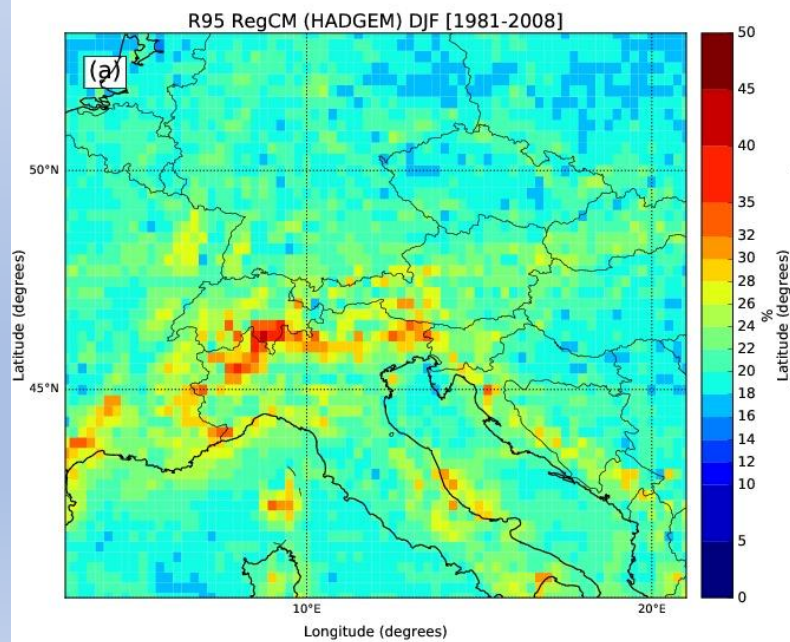 R95 RegCM (HADGEM) DJF [1981-2008]
(a)
50°N
45°N
Latitude (degrees)
10°E
20°E
Longitude (degrees)
50
45
40
35
32
30
28
26
24
22
20
18
16
14
12
10
5
0
%
Latitude (degrees)